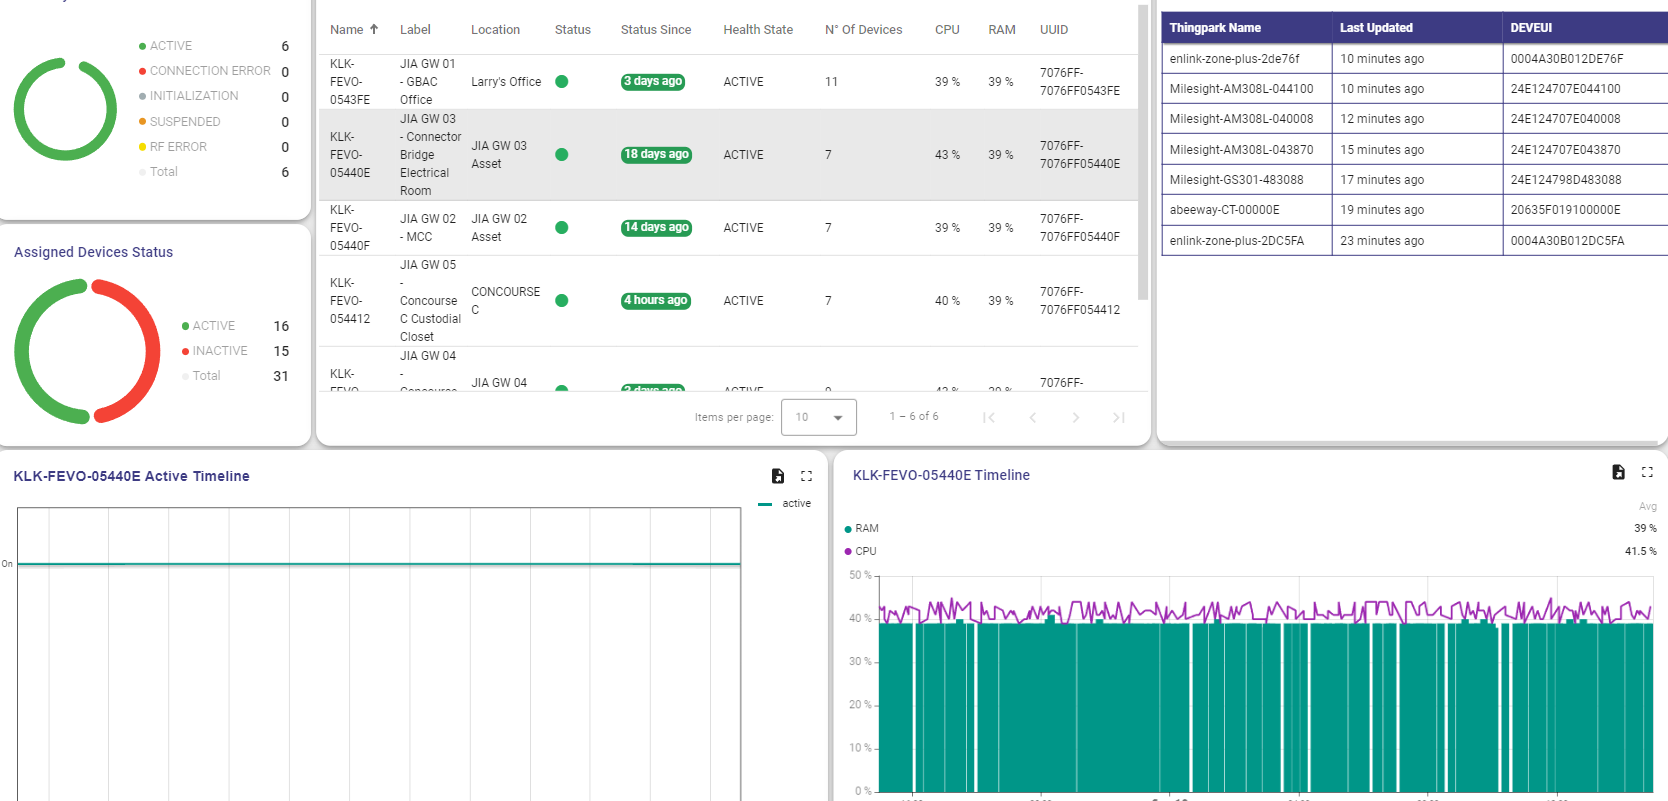 ACTIVE 6
CONNECTION ERROR 0
INITIALIZATION 0
SUSPENDED 0
RF ERROR 0
Total 6
Assigned Devices Status
ACTIVE 16
INACTIVE 15
Total 31
Name Label Location Status Status Since Health State N° Of Devices CPU RAM UUID
KLK-
FEVO-
0543FE
JIA GW 01
- GBAC
Office
Larry's Office
3 days ago
ACTIVE
11
39 %
39 %
7076FF-
7076FF0543FE
KLK-
FEVO-
05440E
JIA GW 03
- Connector
Bridge
Electrical
Room
JIA GW 03
Asset
18 days ago
ACTIVE
7
43 %
39 %
7076FF-
7076FF05440E
KLK-
FEVO-
05440F
JIA GW 02
- MCC
JIA GW 02
Asset
14 days ago
ACTIVE
7
39 %
39 %
7076FF-
7076FF05440F
KLK-
FEVO-
054412
JIA GW 05
-
Concourse
C Custodial
Closet
CONCOURSE
C
4 hours ago
ACTIVE
7
40 %
39 %
7076FF-
7076FF054412
KLK-
FEVO-
JIA GW 04
-
Concourse
JIA GW 04
3 days ago
ACTIVE
42 %
39 %
7076FF-
Items per page: 10 1 – 6 of 6
Thingpark Name Last Updated DEVEUI
enlink-zone-plus-2de76f 10 minutes ago 0004A30B012DE76F
Milesight-AM308L-044100 10 minutes ago 24E124707E044100
Milesight-AM308L-040008 12 minutes ago 24E124707E040008
Milesight-AM308L-043870 15 minutes ago 24E124707E043870
Milesight-GS301-483088 17 minutes ago 24E124798D483088
abeeway-CT-00000E 19 minutes ago 20635F019100000E
enlink-zone-plus-2DC5FA 23 minutes ago 0004A30B012DC5FA
KLK-FEVO-05440E Active Timeline
active
On
KLK-FEVO-05440E Timeline
Avg
RAM 39 %
CPU 41.5 %
50 %
40 %
30 %
20 %
10 %
0 %